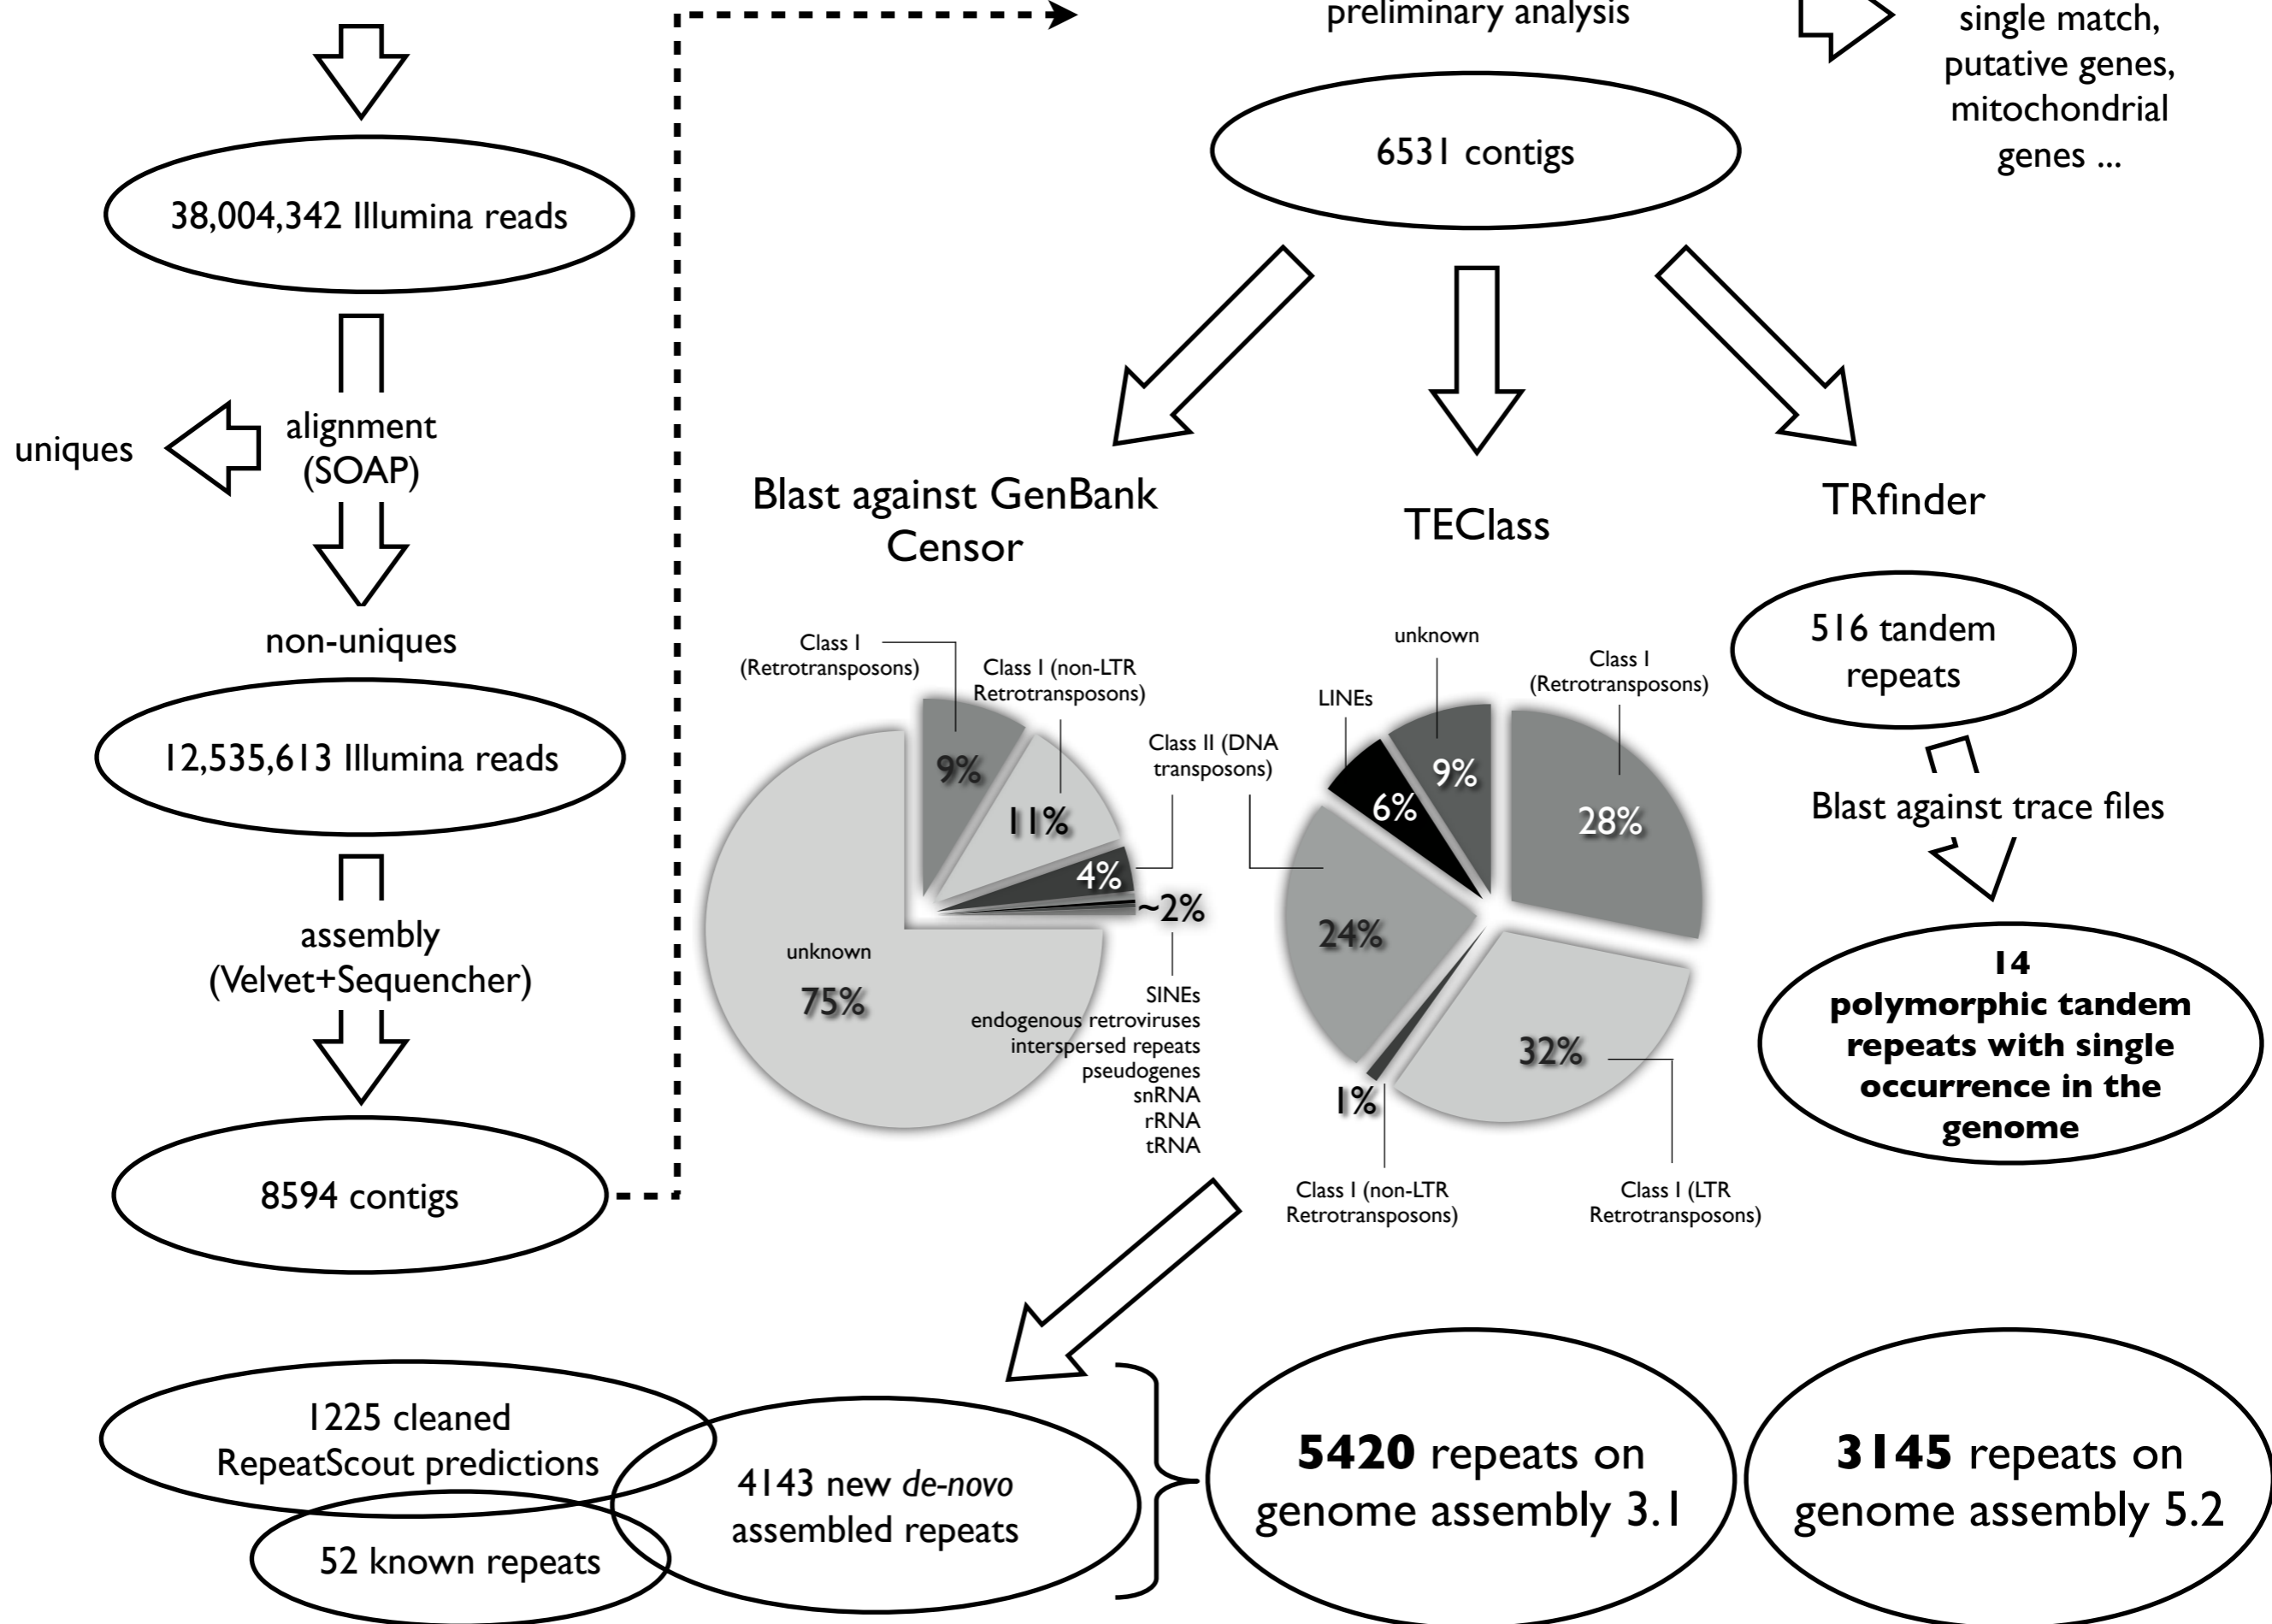 38,004,342 Illumina reads
uniques
alignment
(SOAP)
non-uniques
12,535,613 Illumina reads
assembly
(Velvet+Sequencher)
8594 contigs
preliminary analysis
single match,
putative genes,
mitochondrial
genes ...
6531 contigs
Blast against GenBank
Censor
TEClass
TRfinder
Class I
(Retrotransposons)
Class I (non-LTR
Retrotransposons)
Class II (DNA
transposons)
9%
11%
4%
~2%
unknown
75%
SINEs
endogenous retroviruses
interspersed repeats
pseudogenes
snRNA
rRNA
tRNA
unknown
LINEs
Class I
(Retrotransposons)
9%
6%
28%
24%
32%
1%
Class I (non-LTR
Retrotransposons)
Class I (LTR
Retrotransposons)
516 tandem
repeats
Blast against trace files
14
polymorphic tandem
repeats with single
occurrence in the
genome
1225 cleaned
RepeatScout predictions
52 known repeats
4143 new de-novo
assembled repeats
5420 repeats on
genome assembly 3.1
3145 repeats on
genome assembly 5.2